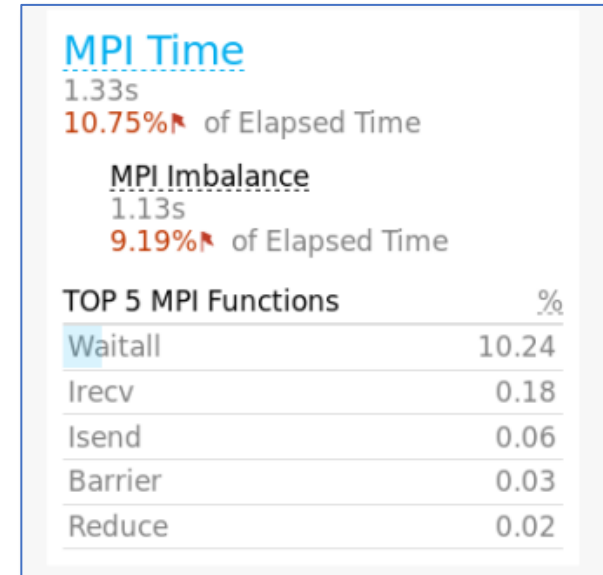 MPI Time
1.33s
10.75% of Elapsed Time
MPI Imbalance
1.13s
9.19% of Elapsed Time
TOP 5 MPI Functions %
Waitall 10.24
Irecv 0.18
Isend 0.06
Barrier 0.03
Reduce 0.02